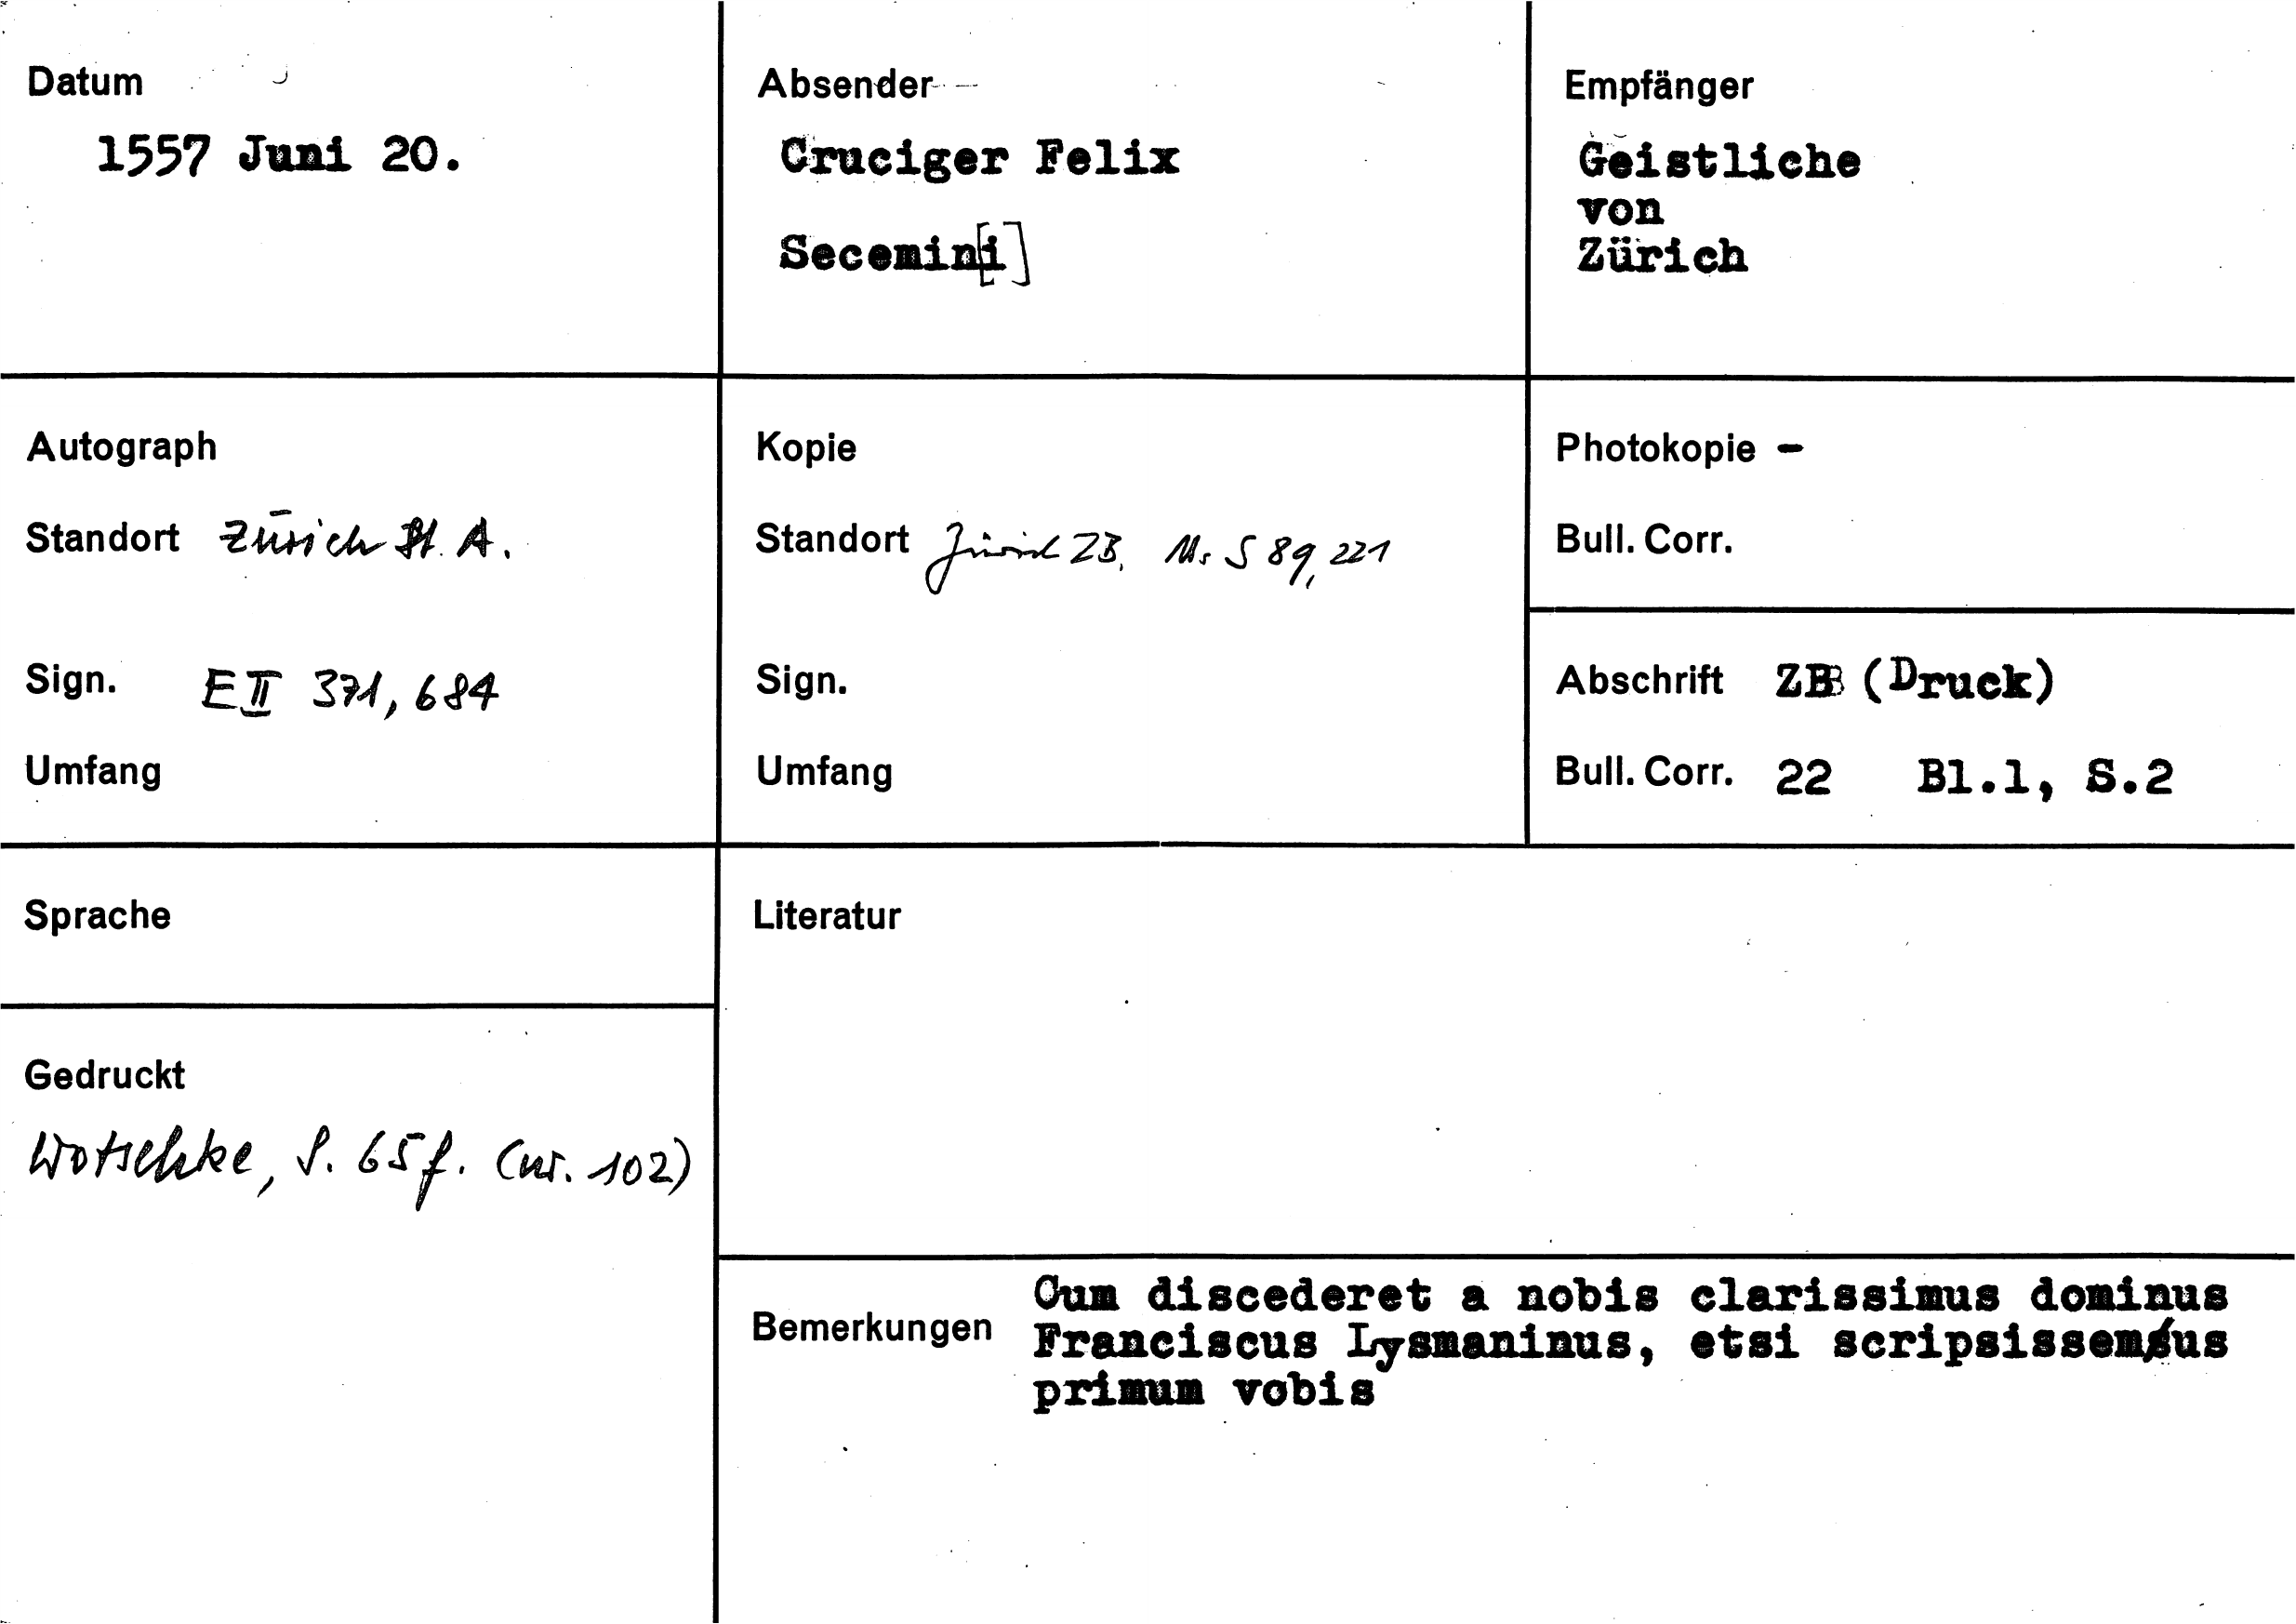 Datum
1557 Juni 20.
Absender
Cruciger Felix
Secemin[i]
Empfänger
Geistliche
von
Zürich
Autograph
Standort Zürich St. A.
Sign. E II 371, 684
Umfang
Kopie
Standort Zürich ZB, Ms S 89, 221
Sign.
Umfang
Photokopie -
Bull. Corr.
Abschrift ZB (Druck)
Bull. Corr. 22 Bl.1, S.2
Sprache
Literatur
Gedruckt
Wotschke, S. 65 f. (nr. 102)
Bemerkungen
Cum discederet a nobis clarissimus dominus
Franciscus Lysmaninus, etsi scripsissemus
primum vobis